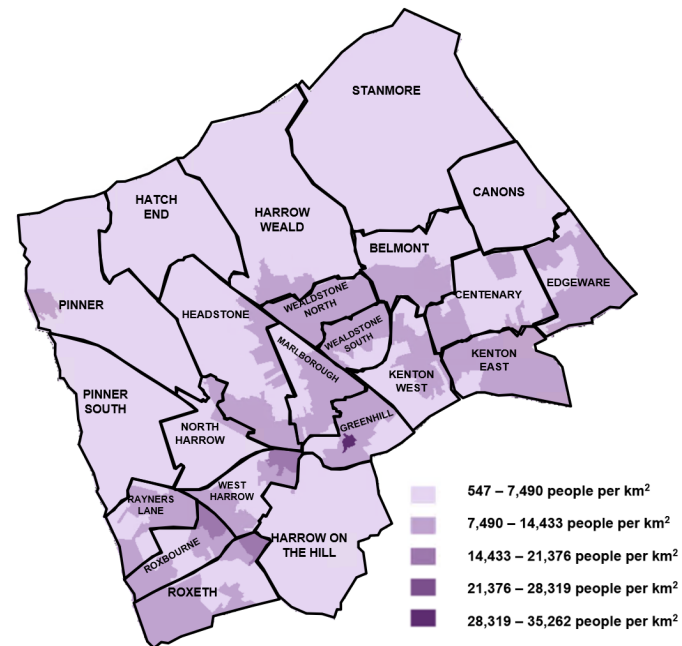 STANMORE
HATCH
END
CANONS
HARROW
WEALD
BELMONT
PINNER
HEADSTONE
WEALDSTONE
NORTH
CENTENARY
EDGEWARE
WEALDSTONE
SOUTH
MARLBOROUGH
KENTON
WEST
KENTON
EAST
PINNER
SOUTH
NORTH
HARROW
GREENHILL
WEST
HARROW
RAYNERS
LANE
HARROW ON
THE HILL
ROXBOURNE
ROXETH
547 – 7,490 people per km²
7,490 – 14,433 people per km²
14,433 – 21,376 people per km²
21,376 – 28,319 people per km²
28,319 – 35,262 people per km²